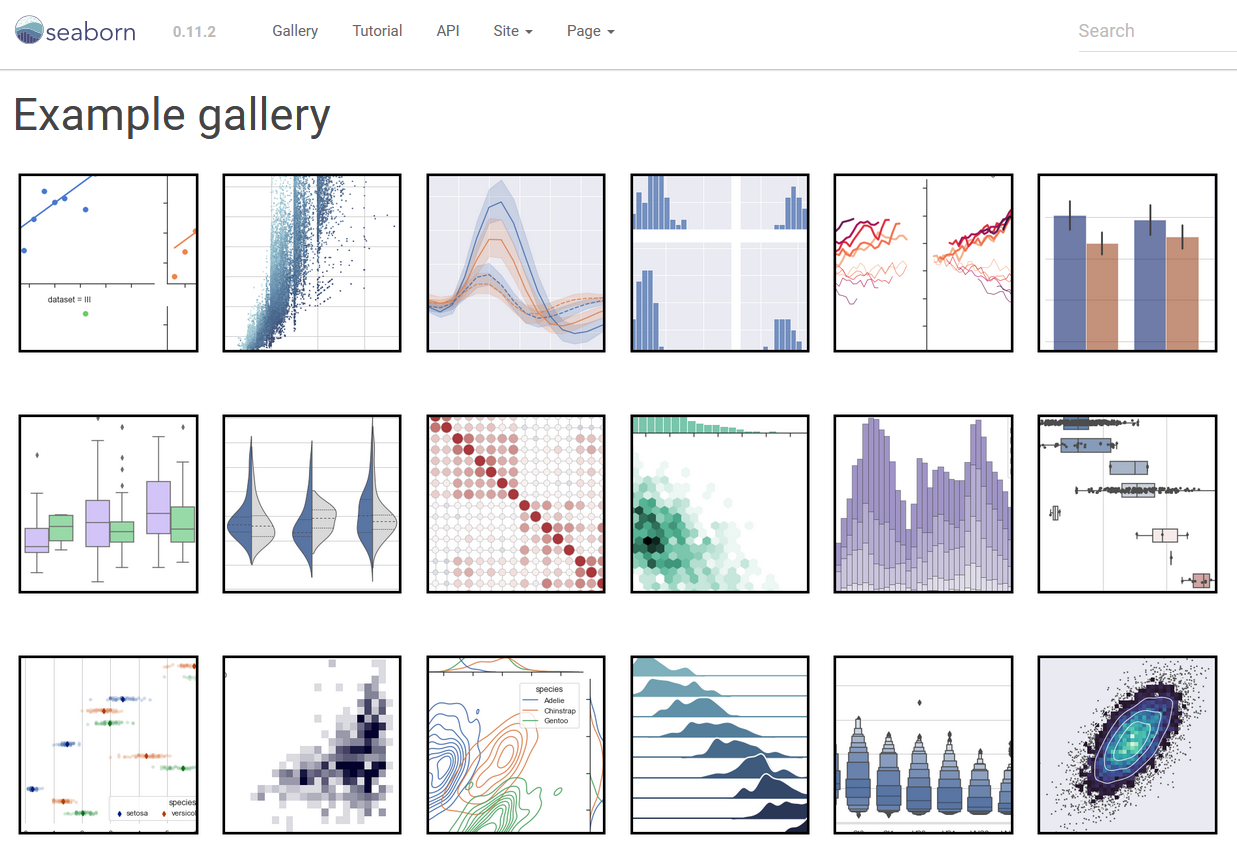 seaborn 0.11.2 Gallery Tutorial API Site Page Search
Example gallery
dataset = III
species
Adelie
Chinstrap
Gentoo
species
setosa versicol